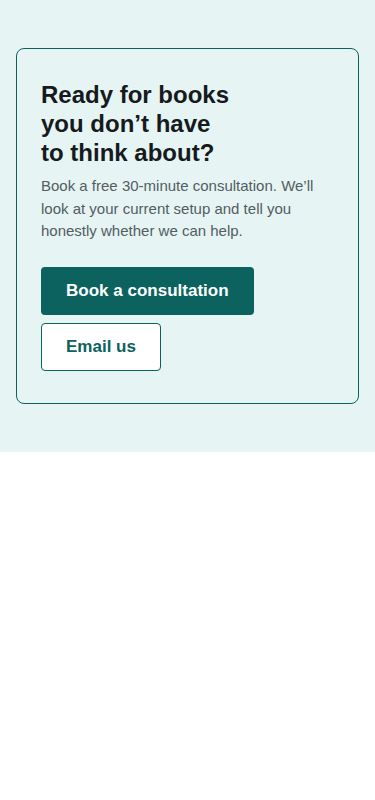 Ready for books
you don’t have
to think about?
Book a free 30-minute consultation. We’ll
look at your current setup and tell you
honestly whether we can help.
Book a consultation
Email us